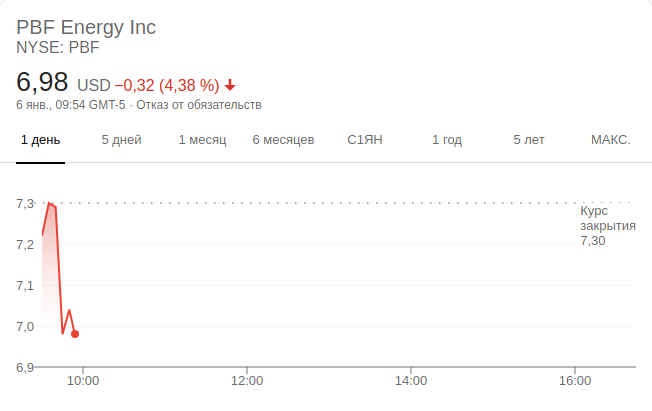 PBF Energy Inc
NYSE: PBF
6,98 USD −0,32 (4,38 %)
6 янв., 09:54 GMT-5 · Отказ от обязательств
1 день 5 дней 1 месяц 6 месяцев С1ЯН 1 год 5 лет МАКС.
7,3
Курс
закрытия
7,30
7,2
7,1
7,0
6,9
10:00 12:00 14:00 16:00